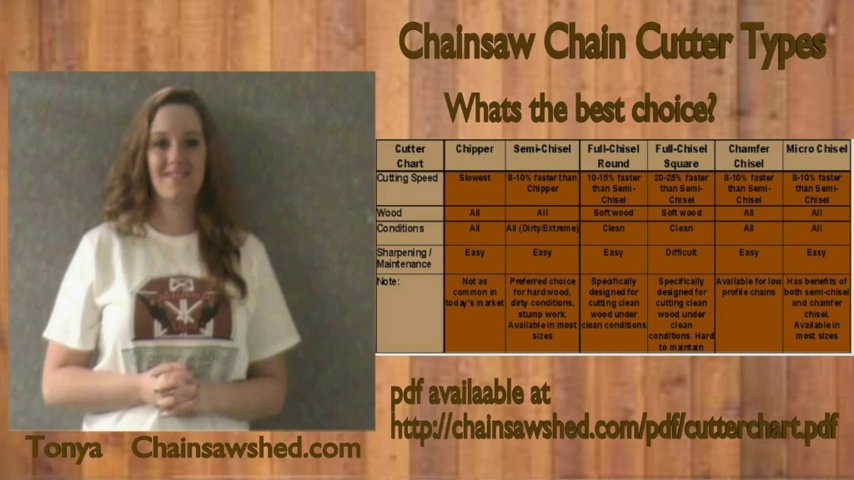 Chainsaw Chain Cutter Types
Whats the best choice?
Cutter Chart	Chipper	Semi-Chisel	Full-Chisel Round	Full-Chisel Square	Chamfer Chisel	Micro Chisel
Cutting Speed	Slowest	8-10% faster than Chipper	10-15% faster than Semi-Chisel	20-25% faster than Semi-Chisel	8-10% faster than Semi-Chisel	8-10% faster than Semi-Chisel
Wood	All	All	Soft wood	Soft wood	All	All
Conditions	All	All (Dirty/Extreme)	Clean	Clean	All	All
Sharpening / Maintenance	Easy	Easy	Easy	Difficult	Easy	Easy
Note:	Not as common in today's market	Preferred choice for hard wood, dirty conditions, stump work. Available in most sizes	Specifically designed for cutting clean wood under clean conditions	Specifically designed for cutting clean wood under clean conditions. Hard to maintain	Available for low profile chains	Has benefits of both semi-chisel and chamfer chisel. Available in most sizes
pdf availaable at
http://chainsawshed.com/pdf/cutterchart.pdf
Tonya Chainsawshed.com